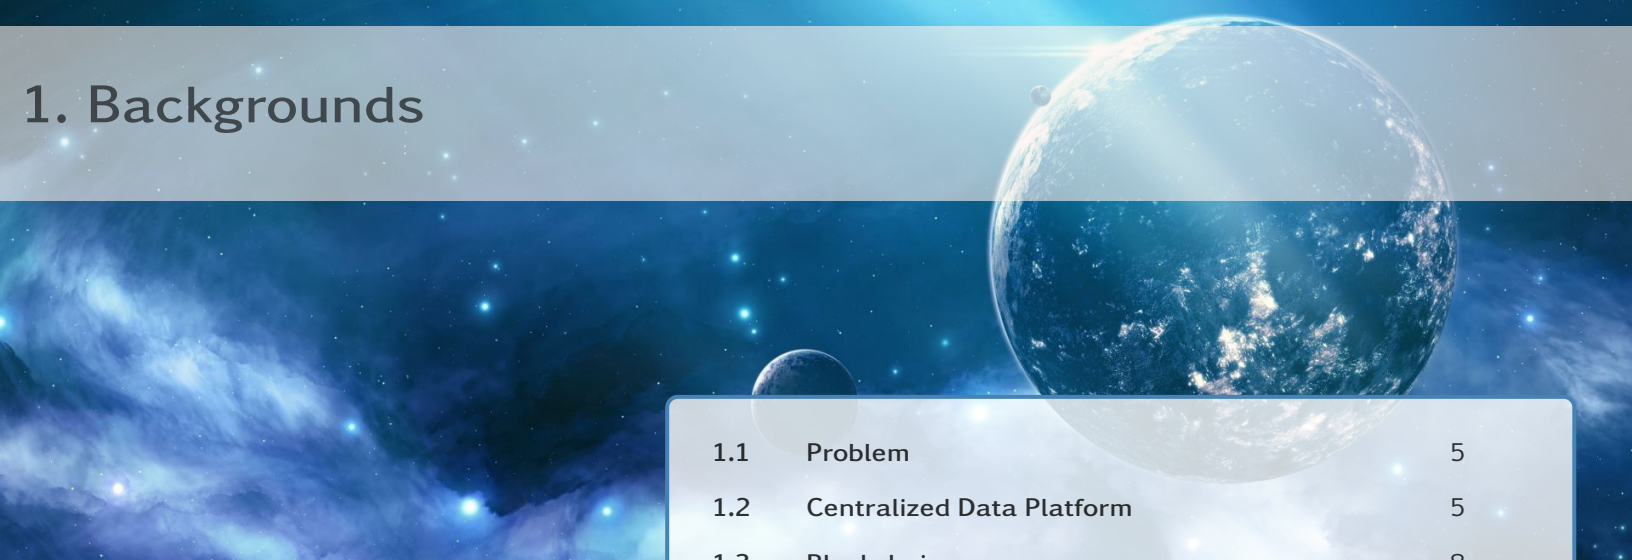 1. Backgrounds
1.1 Problem 5
1.2 Centralized Data Platform 5